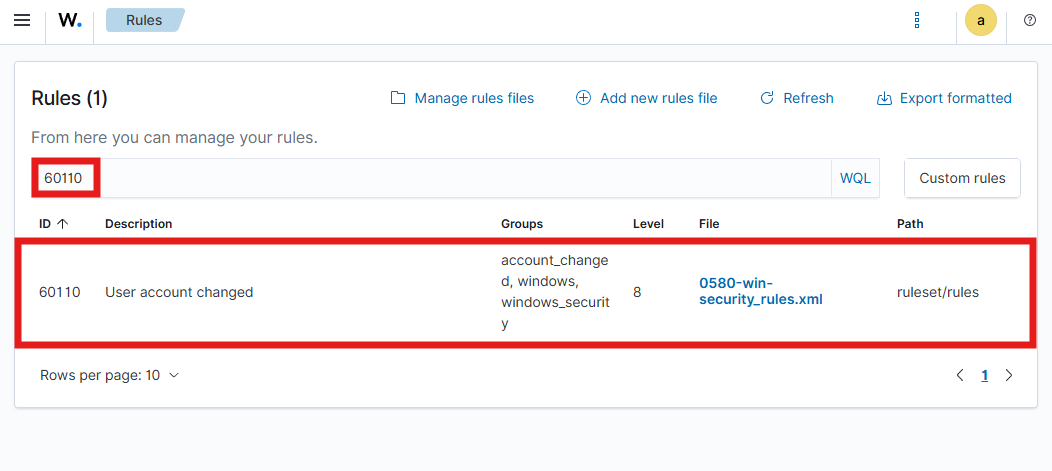 W. Rules a
Rules (1) Manage rules files Add new rules file Refresh Export formatted
From here you can manage your rules.
60110 WQL Custom rules
ID Description Groups Level File Path
60110 User account changed account_change
d, windows,
windows_securit
y 8 0580-win-
security_rules.xml ruleset/rules
Rows per page: 10 1